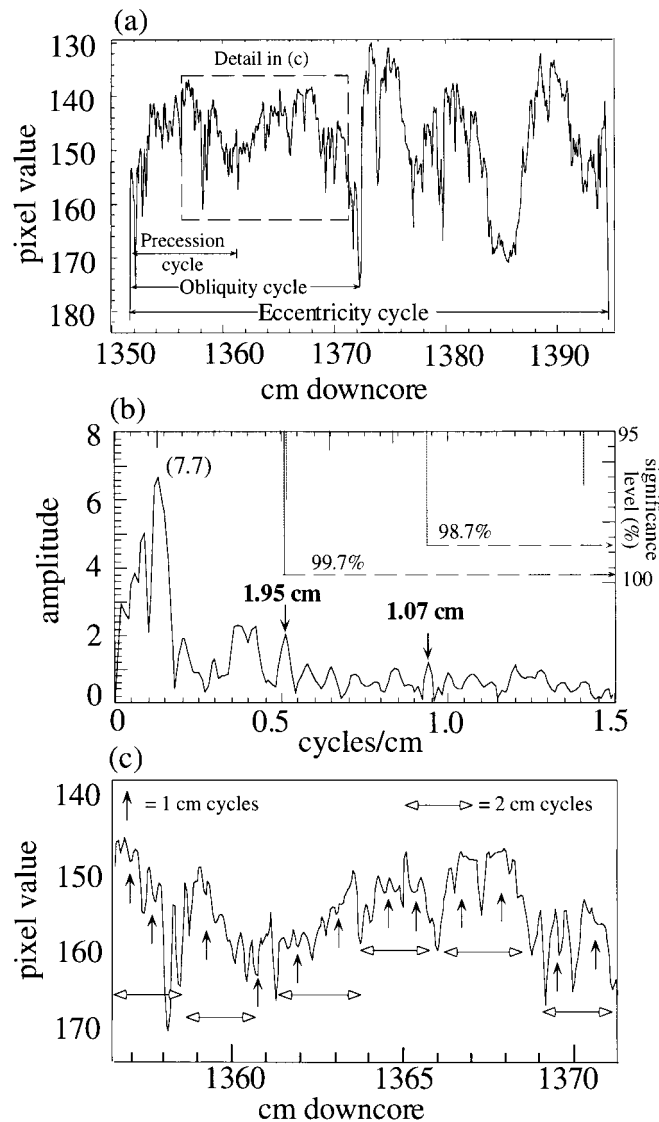 (a)
130
140
150
160
170
180
pixel value
Detail in (c)
Precession
cycle
Obliquity cycle
Eccentricity cycle
1350
1360
1370
1380
1390
cm downcore
(b)
8
6
4
2
0
amplitude
(7.7)
1.95 cm
1.07 cm
99.7%
98.7%
95
100
significance
level (%)
0
0.5
1.0
1.5
cycles/cm
(c)
140
150
160
170
pixel value
= 1 cm cycles
= 2 cm cycles
1360
1365
1370
cm downcore